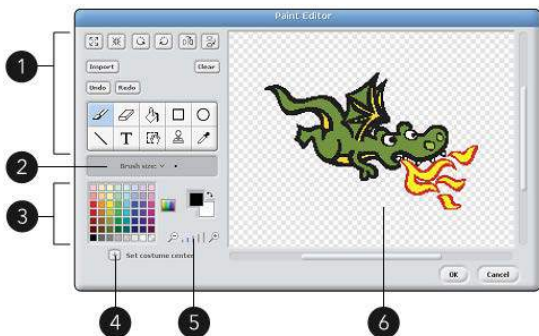 Paint Editor
1
Import Clear
Undo Redo
T
2
Brush size:
3
Set costume center
OK Cancel
4 5 6